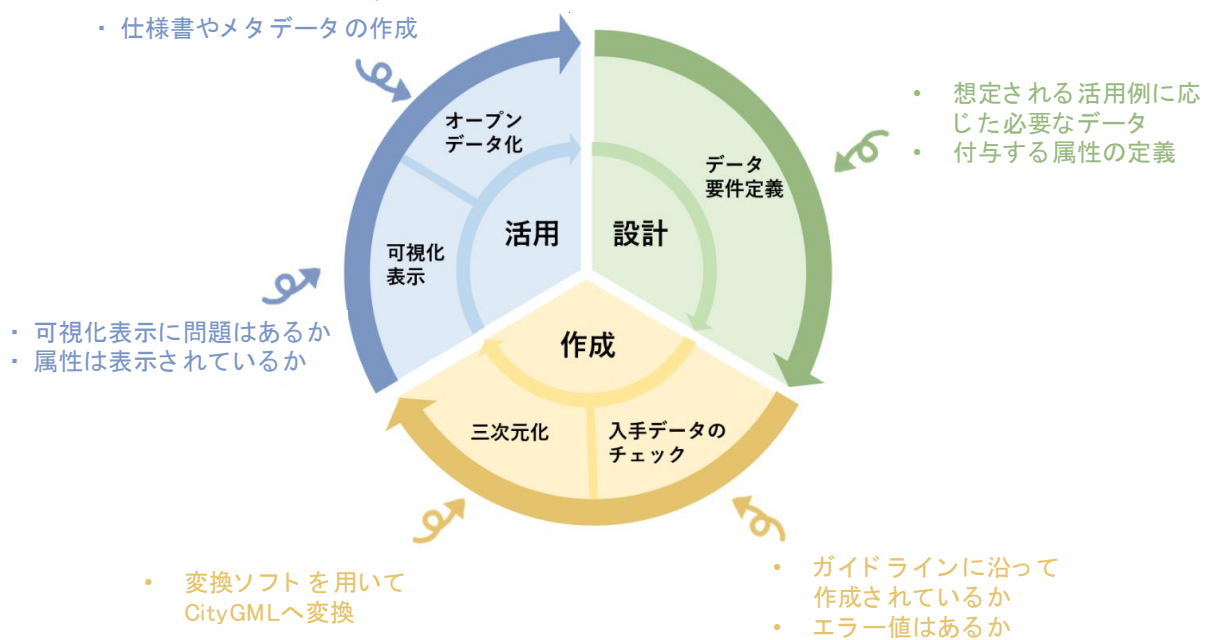 ・ 仕様書やメタデータの作成
オープン
データ化
可視化
表示
活用
・ 可視化表示に問題はあるか
・ 属性は表示されているか
設計
データ
要件定義
• 想定される活用例に応
じた必要なデータ
• 付与する属性の定義
作成
三次元化
入手データの
チェック
• 変換ソフトを用いて
CityGMLへ変換
• ガイドラインに沿って
作成されているか
• エラー値はあるか